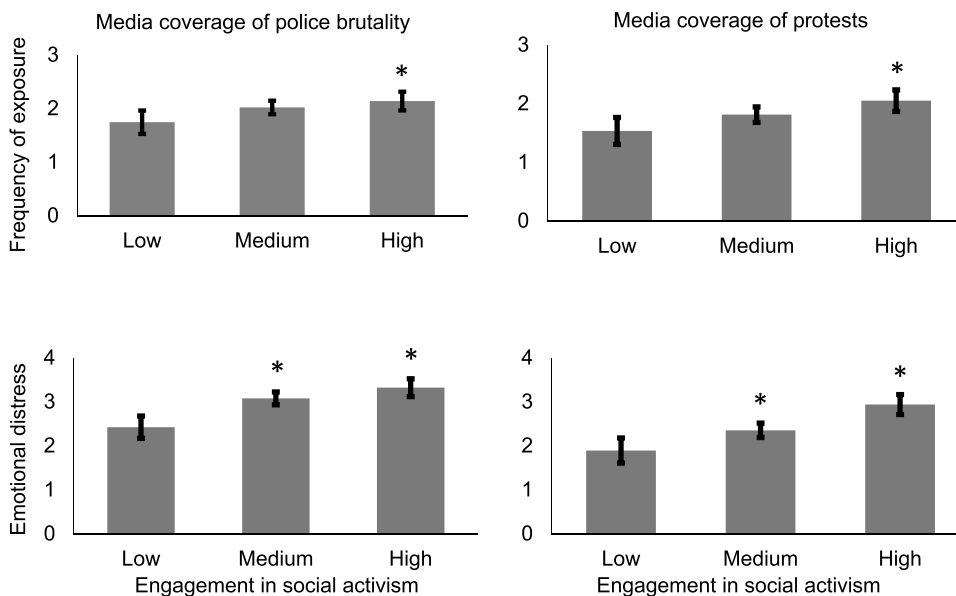 Media coverage of police brutality
Media coverage of protests
Frequency of exposure
3
2
1
0
*
Low Medium High
3
2
1
0
*
Low Medium High
Emotional distress
4
3
2
1
0
* *
Low Medium High
Engagement in social activism
4
3
2
1
0
* *
Low Medium High
Engagement in social activism